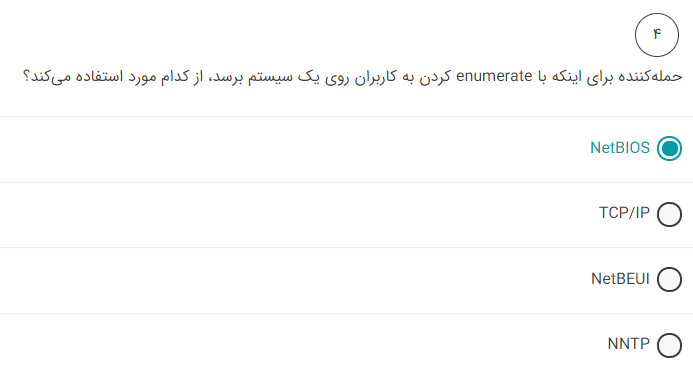 ۴
حمله‌کننده برای اینکه با enumerate کردن به کاربران روی یک سیستم برسد، از کدام مورد استفاده می‌کند؟
NetBIOS
TCP/IP
NetBEUI
NNTP